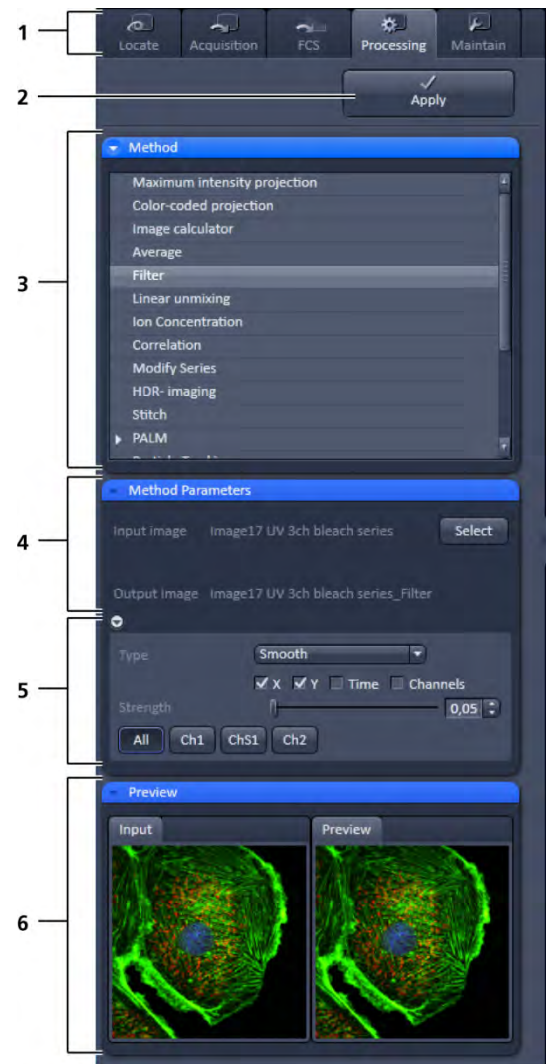 1
Locate Acquisition FCS Processing Maintain
2
Apply
3
Method
Maximum intensity projection
Color-coded projection
Image calculator
Average
Filter
Linear unmixing
Ion Concentration
Correlation
Modify Series
HDR- imaging
Stitch
PALM
4
Method Parameters
Input image Image17 UV 3ch bleach series Select
Output image Image17 UV 3ch bleach series_Filter
5
Type Smooth
X Y Time Channels
Strength 0,05
All Ch1 ChS1 Ch2
6
Preview
Input Preview